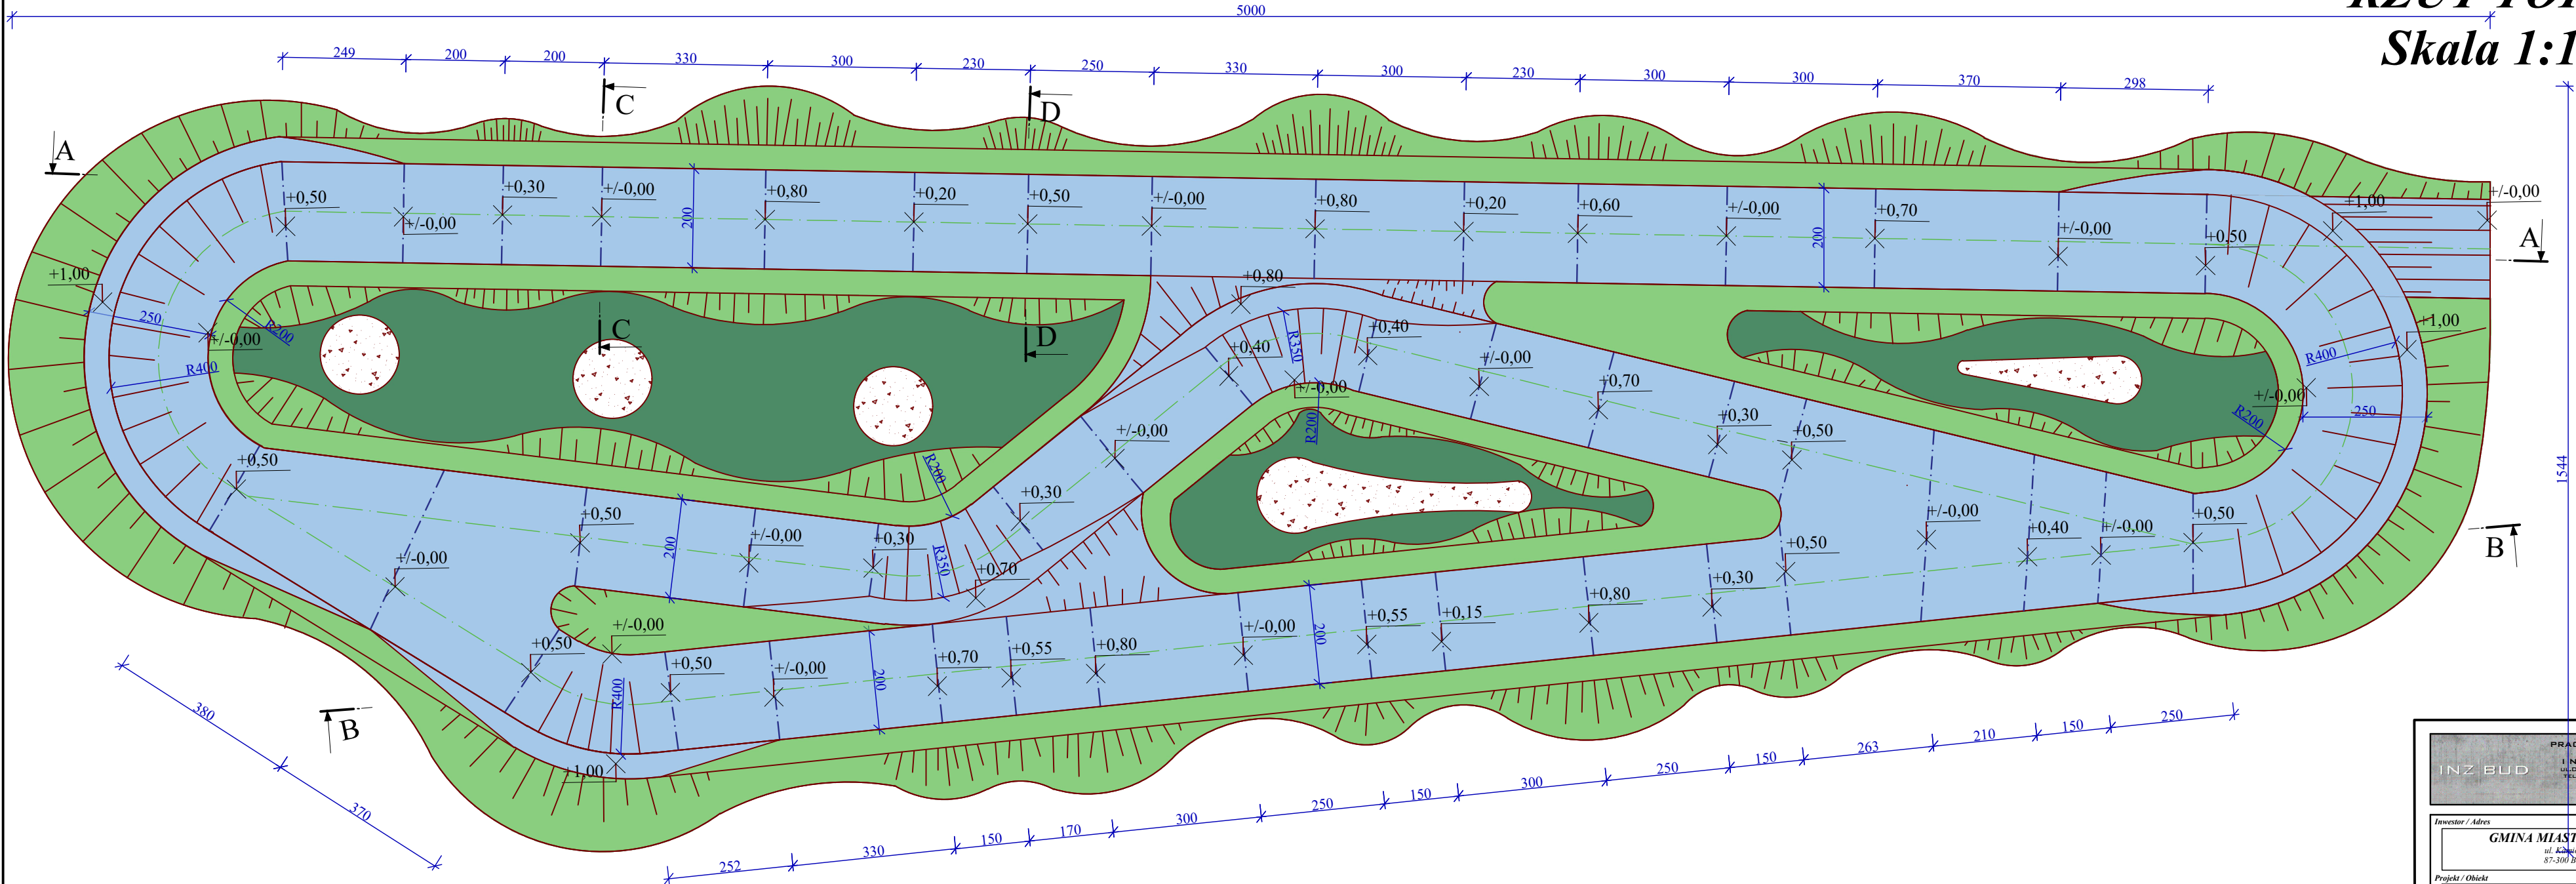 5000
Skala 1:1
249 200 200 330 300 230 250 330 300 230 300 300 370 298
C
D
A
+0,50
+/-0,00
+0,30
+/-0,00
+0,80
+0,20
+0,50
+/-0,00
+0,80
+0,20
+0,60
+/-0,00
+0,70
+/-0,00
+0,50
+1,00
+/-0,00
200
200
A
+1,00
250
R200
+/-0,00
R400
C
D
+0,80
R350
+0,40
+0,40
+/-0,00
+/-0,00
+0,70
R200
+0,30
+0,50
+1,00
R400
+/-0,00
R200
250
1544
+0,50
+/-0,00
+0,50
200
+/-0,00
+0,30
R200
+/-0,00
+0,30
R350
+0,70
+/-0,00
+0,40
+/-0,00
+0,50
B
+0,50
+0,30
+0,80
+0,15
+0,55
200
+/-0,00
+0,80
+0,55
+0,70
200
+/-0,00
+0,50
+/-0,00
+0,50
R400
+1,00
B
380
370
252 330 150 170 300 250 150 300 250 150 263 210 150 250
INZ BUD
Inwestor / Adres
GMINA MIAST
87-300 B
Projekt / Obiekt